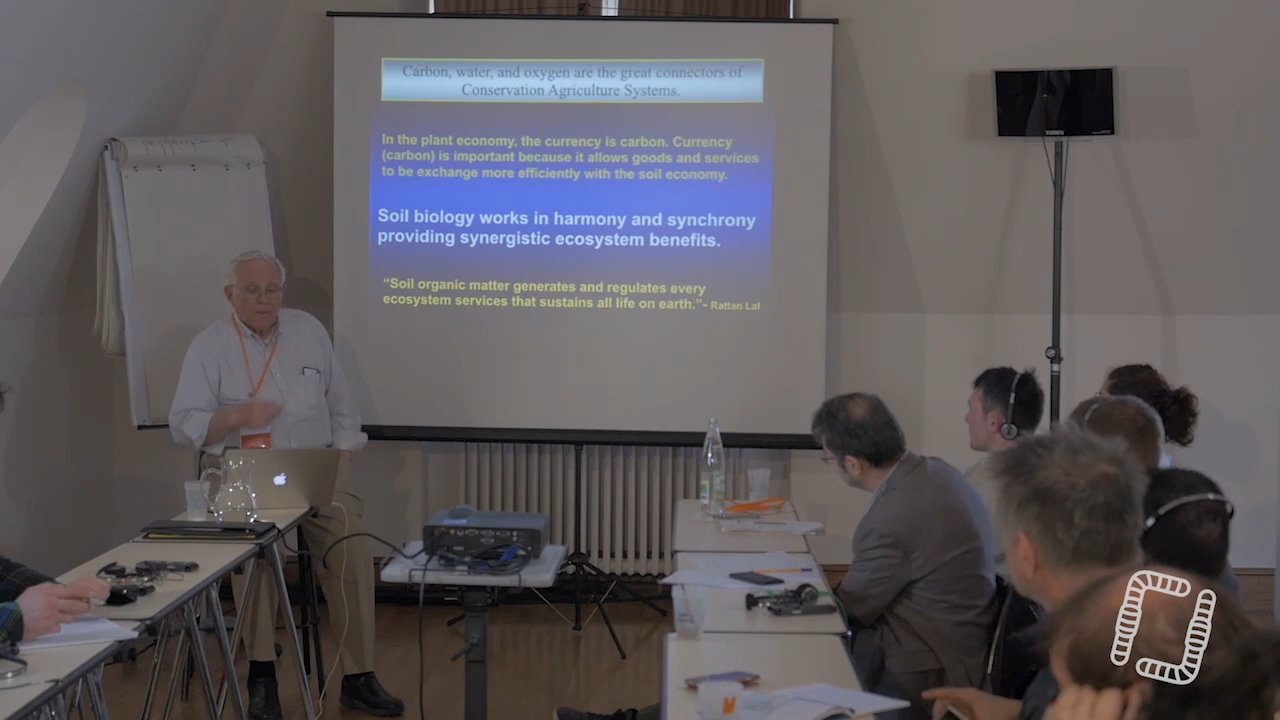 Carbon, water, and oxygen are the great connectors of
Conservation Agriculture Systems.
In the plant economy, the currency is carbon. Currency
(carbon) is important because it allows goods and services
to be exchange more efficiently with the soil economy.
Soil biology works in harmony and synchrony
providing synergistic ecosystem benefits.
“Soil organic matter generates and regulates every
ecosystem services that sustains all life on earth.”- Rattan Lal